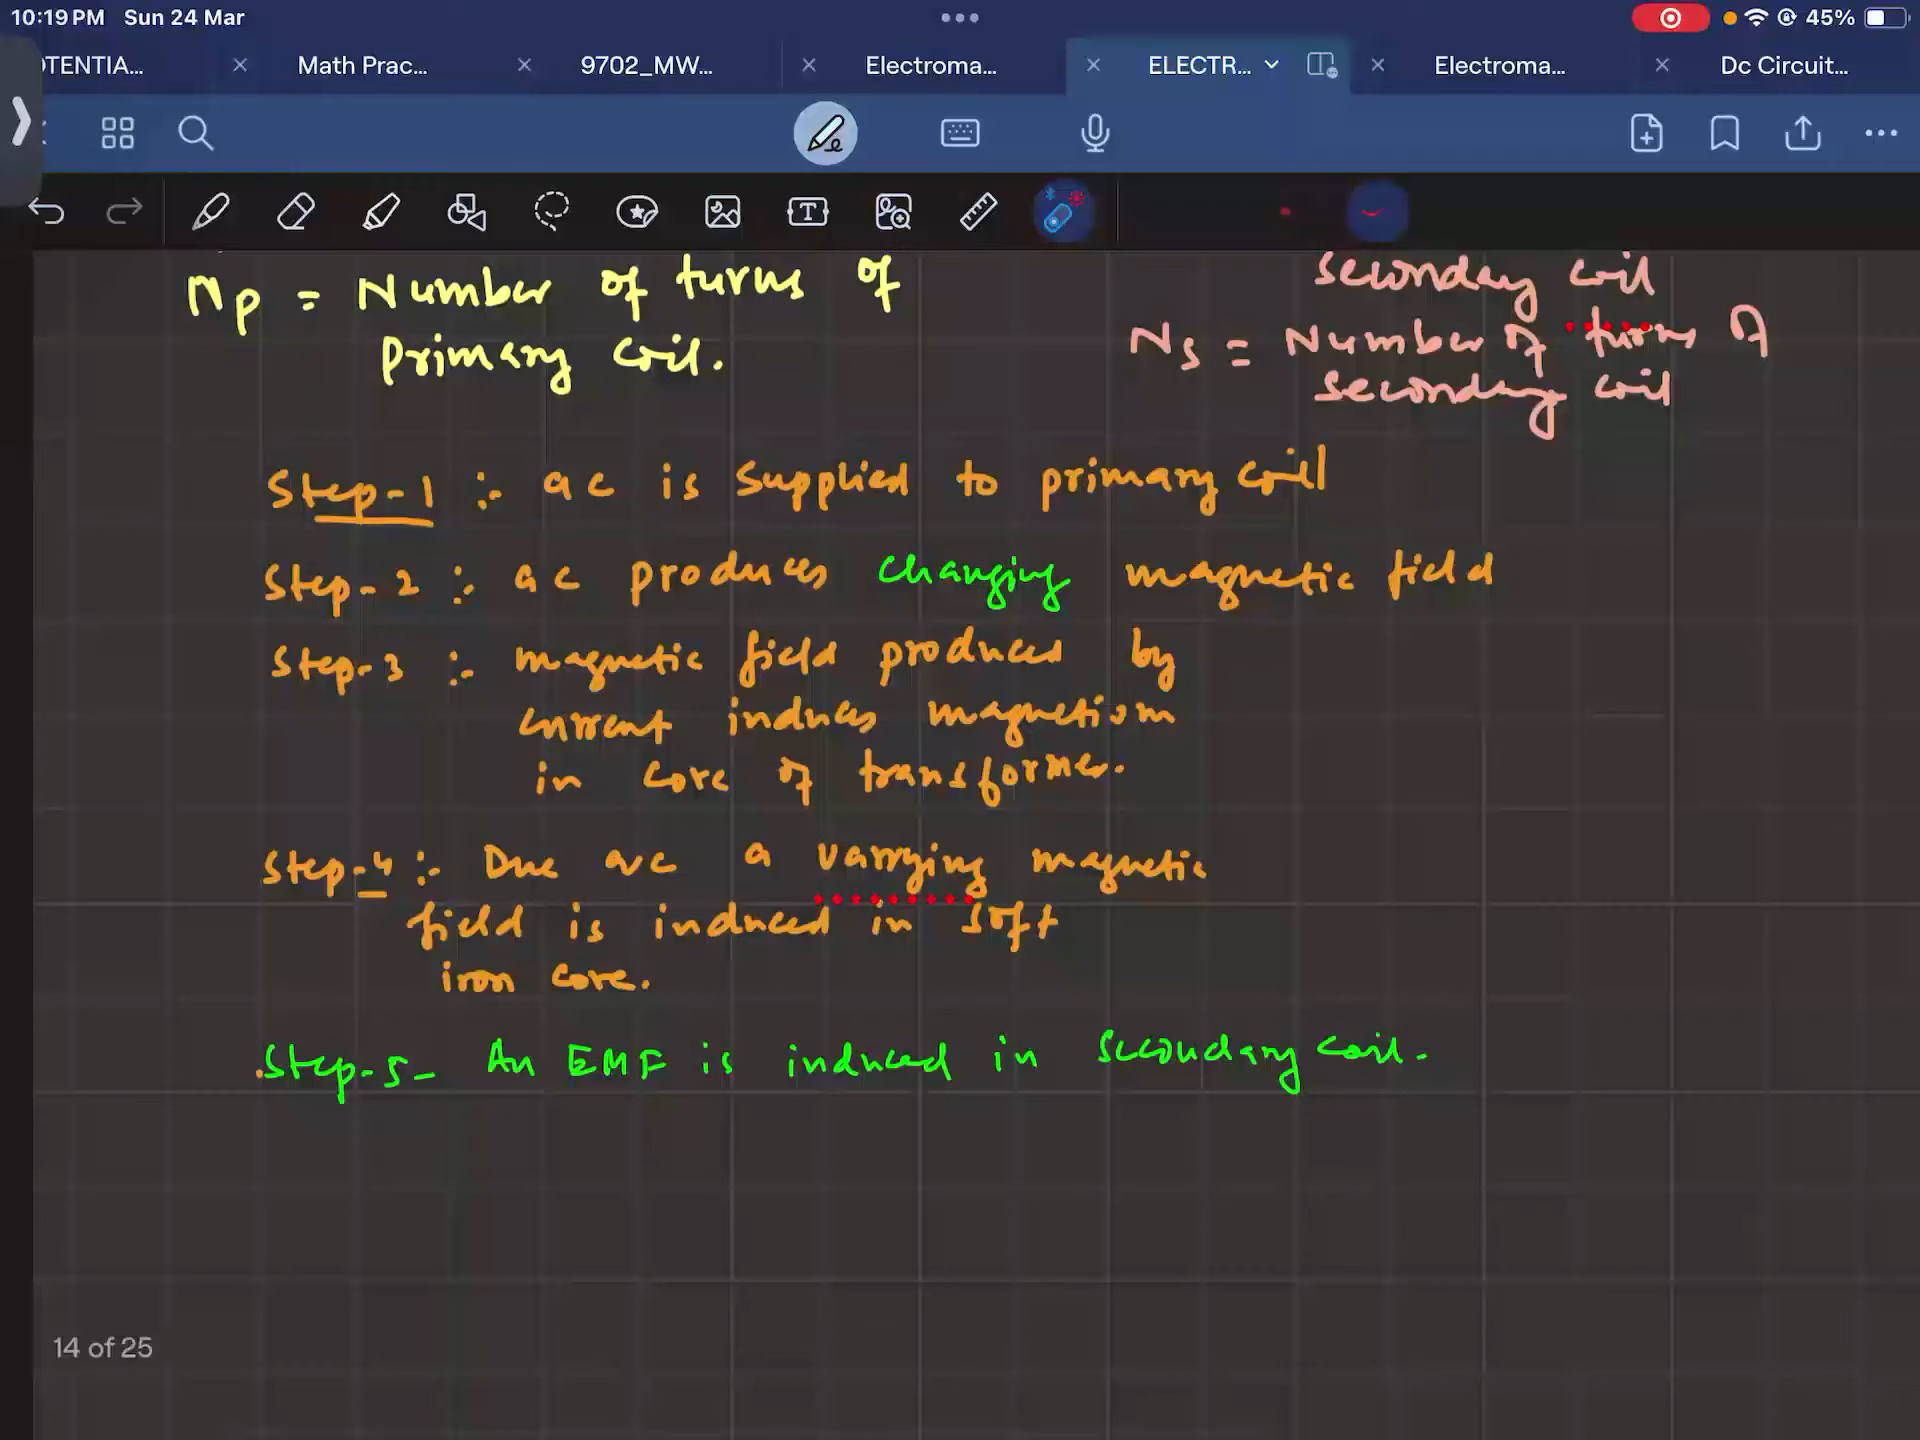 10:19 PM Sun 24 Mar
45%
OTENTIA...
Math Prac...
9702_MW...
Electroma...
ELECTR...
Electroma...
Dc Circuit...
np = Number of turns of
primary coil.
secondary coil
Ns = Number of turns of
secondary coil
Step-1 :- ac is supplied to primary coil
Step-2 :- ac produces changing magnetic field
Step-3 :- magnetic field produced by
current induces magnetism
in core of transformer.
Step-4 :- Due a/c a varrying magnetic
field is induced in soft
iron core.
Step-5- An EMF is induced in secondary coil.
14 of 25